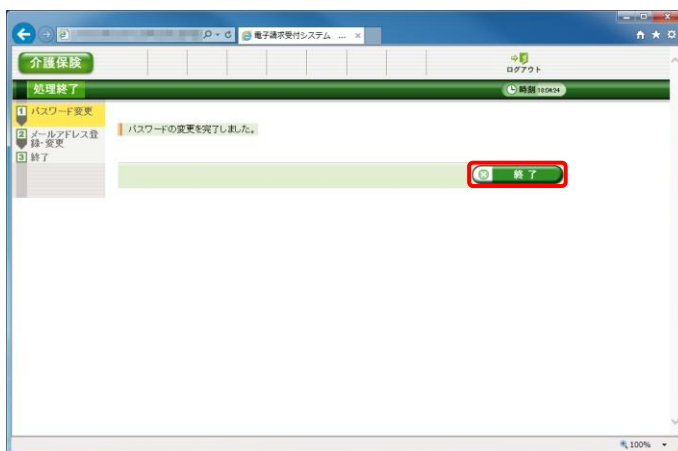 電子請求受付システム ...
介護保険
ログアウト
処理終了
時刻 18:04:24
1 パスワード変更
2 メールアドレス登
録・変更
3 終了
パスワードの変更を完了しました。
終了
100%